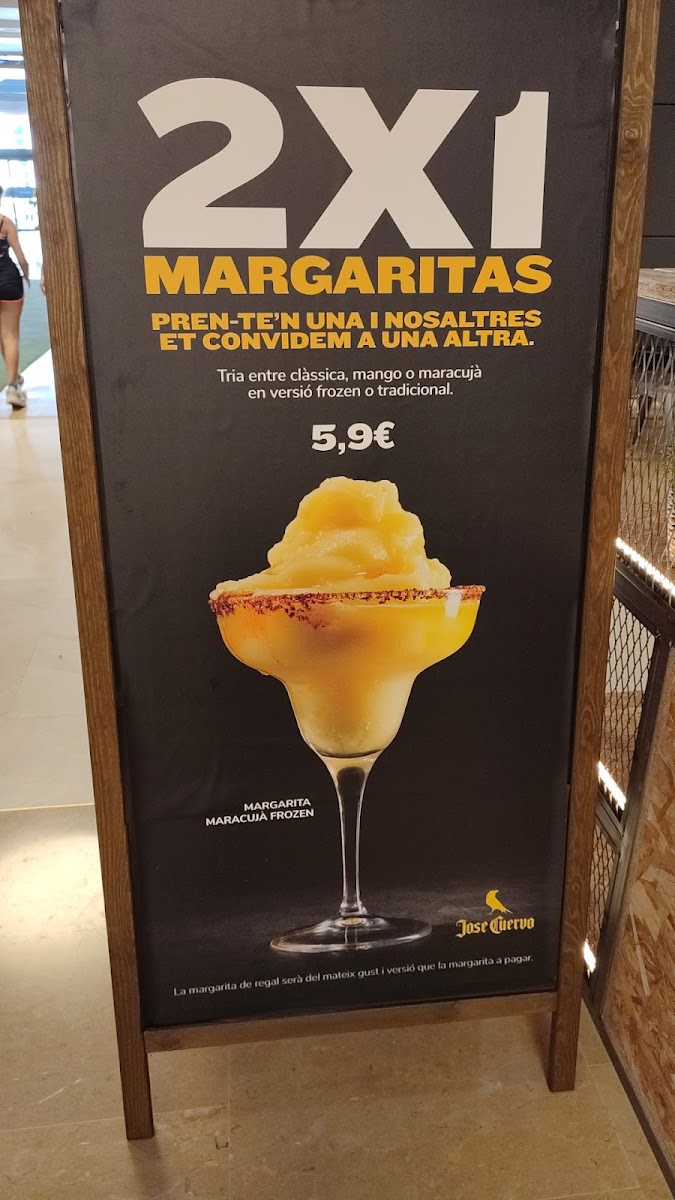 2X1
MARGARITAS
PREN-TE'N UNA I NOSALTRES
ET CONVIDEM A UNA ALTRA.
Tria entre clàssica, mango o maracujà
en versió frozen o tradicional.
5,9€
MARGARITA
MARACUJÀ FROZEN
Jose Cuervo
La margarita de regal serà del mateix gust i versió que la margarita a pagar.